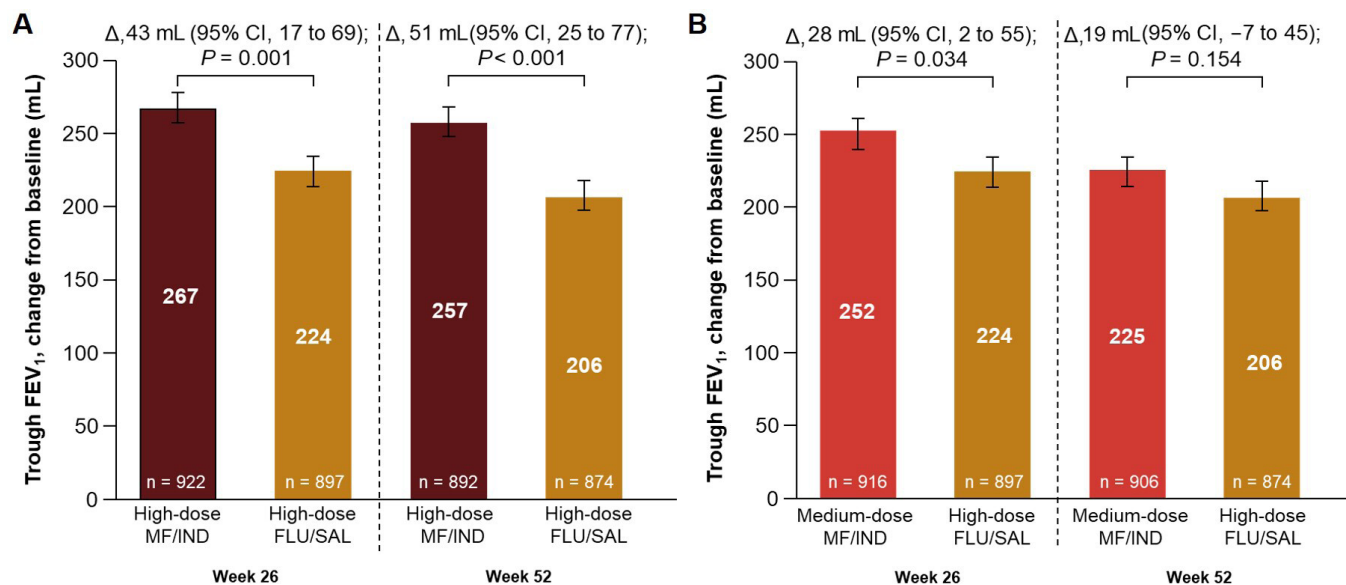 A
Δ, 43 mL (95% CI, 17 to 69);
P = 0.001
Δ, 51 mL (95% CI, 25 to 77);
P < 0.001
Trough FEV₁, change from baseline (mL)
300
250
200
150
100
50
0
267
224
257
206
n = 922
n = 897
n = 892
n = 874
High-dose
MF/IND
High-dose
FLU/SAL
High-dose
MF/IND
High-dose
FLU/SAL
Week 26
Week 52
B
Δ, 28 mL (95% CI, 2 to 55);
P = 0.034
Δ, 19 mL (95% CI, −7 to 45);
P = 0.154
Trough FEV₁, change from baseline (mL)
300
250
200
150
100
50
0
252
224
225
206
n = 916
n = 897
n = 906
n = 874
Medium-dose
MF/IND
High-dose
FLU/SAL
Medium-dose
MF/IND
High-dose
FLU/SAL
Week 26
Week 52